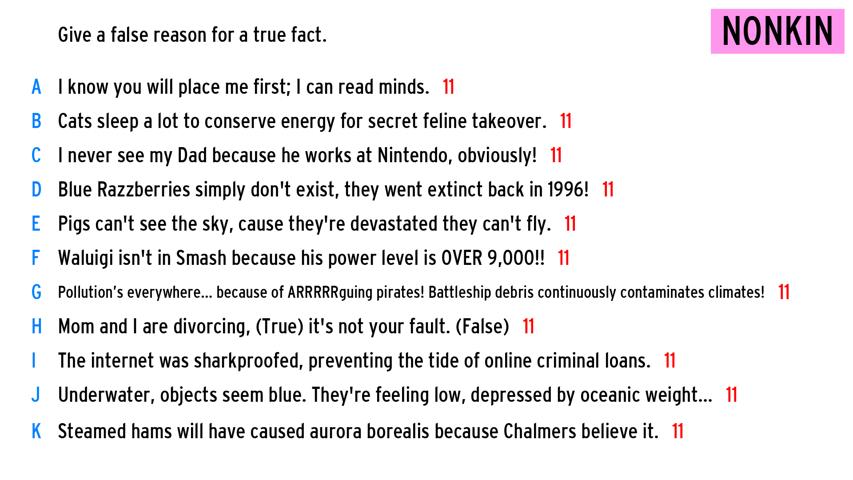 Give a false reason for a true fact.
NONKIN
A I know you will place me first; I can read minds. 11
B Cats sleep a lot to conserve energy for secret feline takeover. 11
C I never see my Dad because he works at Nintendo, obviously! 11
D Blue Razzberries simply don't exist, they went extinct back in 1996! 11
E Pigs can't see the sky, cause they're devastated they can't fly. 11
F Waluigi isn't in Smash because his power level is OVER 9,000!! 11
G Pollution's everywhere... because of ARRRRRguing pirates! Battleship debris continuously contaminates climates! 11
H Mom and I are divorcing, (True) it's not your fault. (False) 11
I The internet was sharkproofed, preventing the tide of online criminal loans. 11
J Underwater, objects seem blue. They're feeling low, depressed by oceanic weight... 11
K Steamed hams will have caused aurora borealis because Chalmers believe it. 11